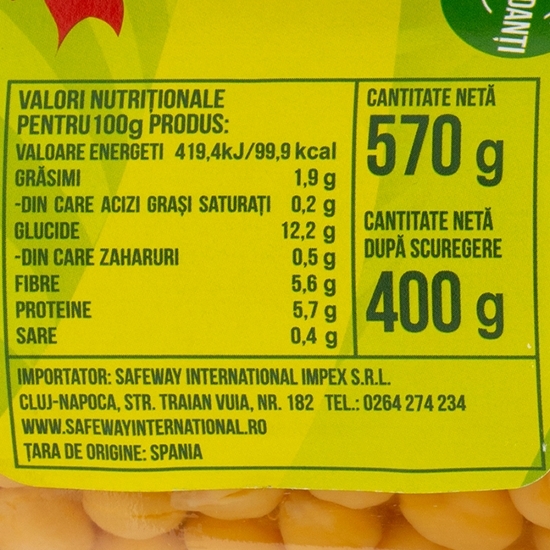 DANȚI
VALORI NUTRIȚIONALE
PENTRU 100g PRODUS:
VALOARE ENERGETI 419,4kJ/99,9 kcal
GRĂSIMI 1,9 g
-DIN CARE ACIZI GRAȘI SATURAȚI 0,2 g
GLUCIDE 12,2 g
-DIN CARE ZAHARURI 0,5 g
FIBRE 5,6 g
PROTEINE 5,7 g
SARE 0,4 g
CANTITATE NETĂ
570 g
CANTITATE NETĂ
DUPĂ SCUREGERE
400 g
IMPORTATOR: SAFEWAY INTERNATIONAL IMPEX S.R.L.
CLUJ-NAPOCA, STR. TRAIAN VUIA, NR. 182 TEL.: 0264 274 234
WWW.SAFEWAYINTERNATIONAL.RO
ȚARA DE ORIGINE: SPANIA